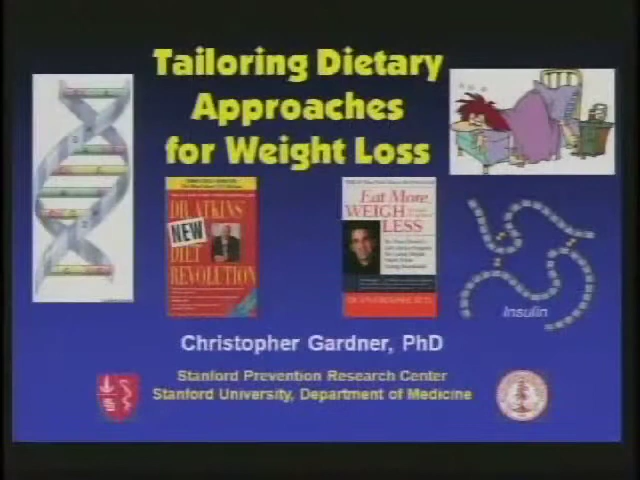 Tailoring Dietary
Approaches
for Weight Loss
DR. ATKINS'
NEW
DIET
REVOLUTION
Eat More,
WEIGH
LESS
Insulin
Christopher Gardner, PhD
Stanford Prevention Research Center
Stanford University, Department of Medicine